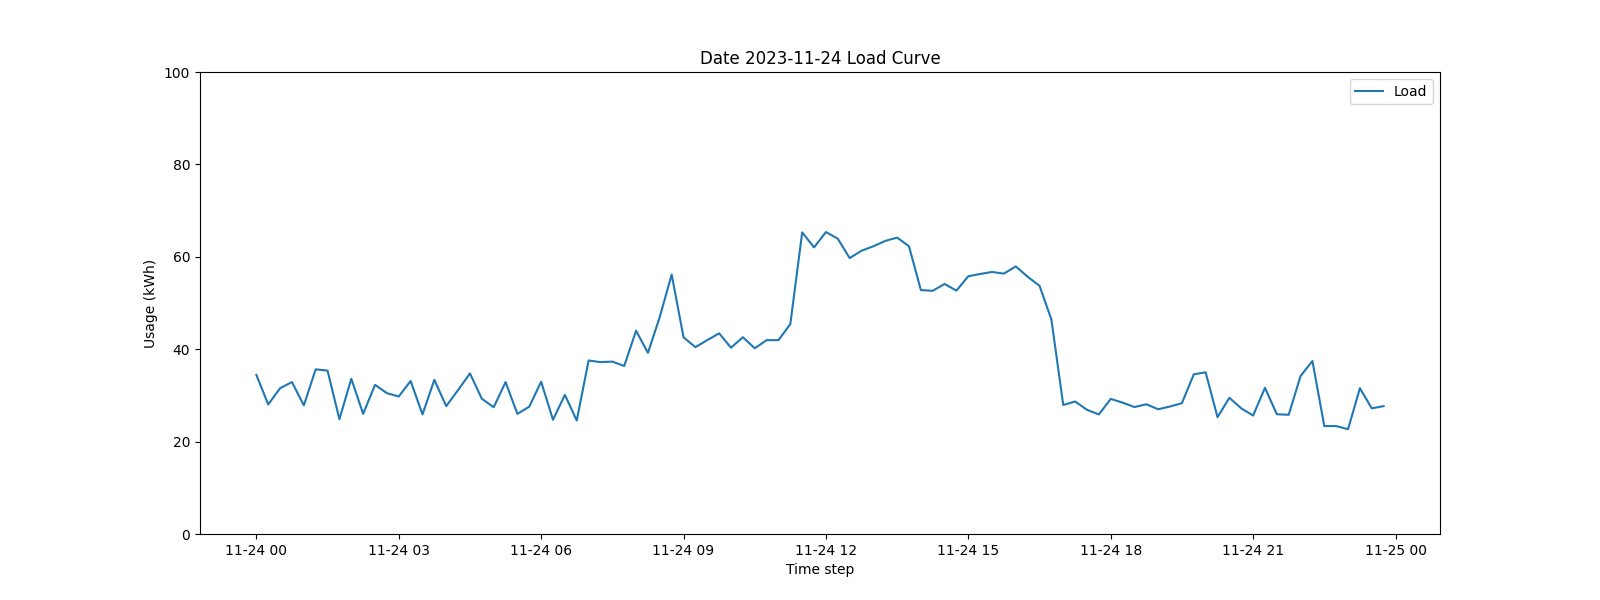 Date 2023-11-24 Load Curve
Load
100
80
60
40
20
0
Usage (kWh)
11-24 00 11-24 03 11-24 06 11-24 09 11-24 12 11-24 15 11-24 18 11-24 21 11-25 00
Time step